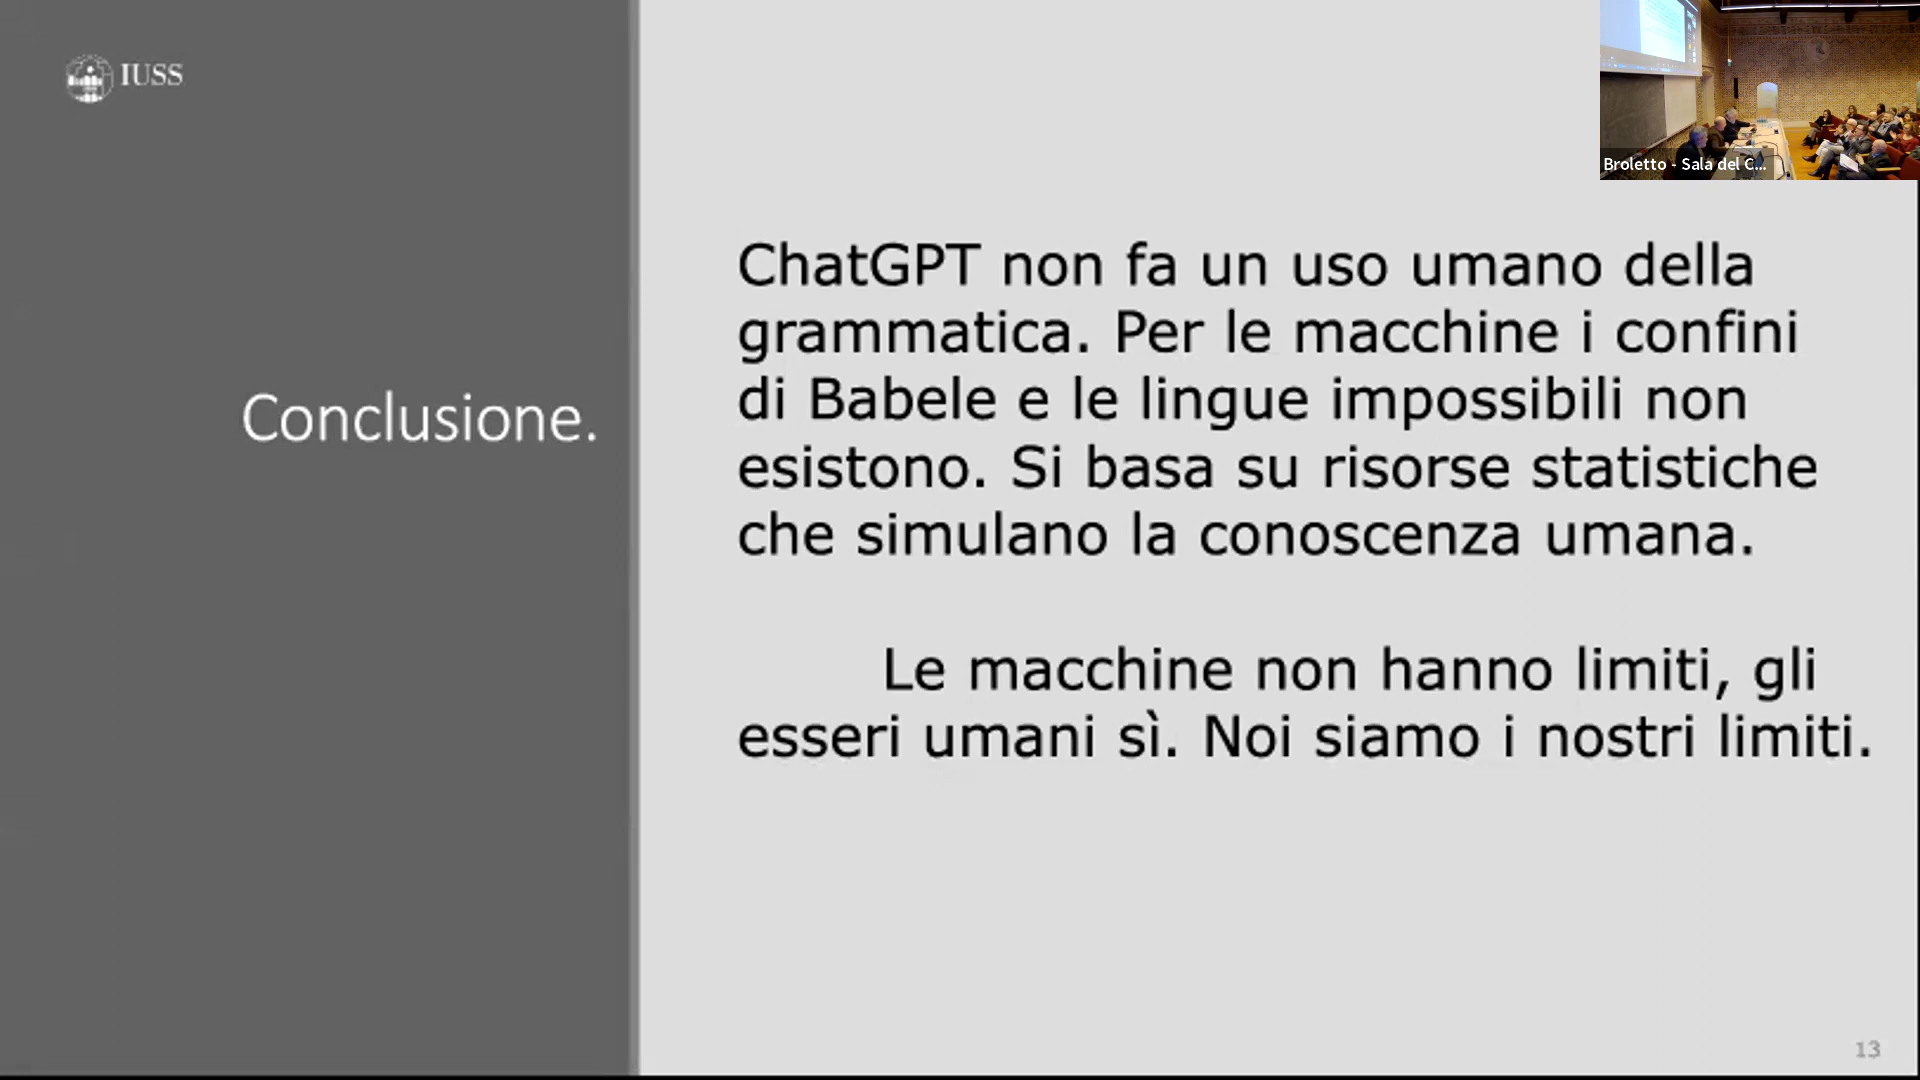 IUSS
Broletto - Sala del C...
Conclusione.
ChatGPT non fa un uso umano della
grammatica. Per le macchine i confini
di Babele e le lingue impossibili non
esistono. Si basa su risorse statistiche
che simulano la conoscenza umana.
Le macchine non hanno limiti, gli
esseri umani sì. Noi siamo i nostri limiti.
13